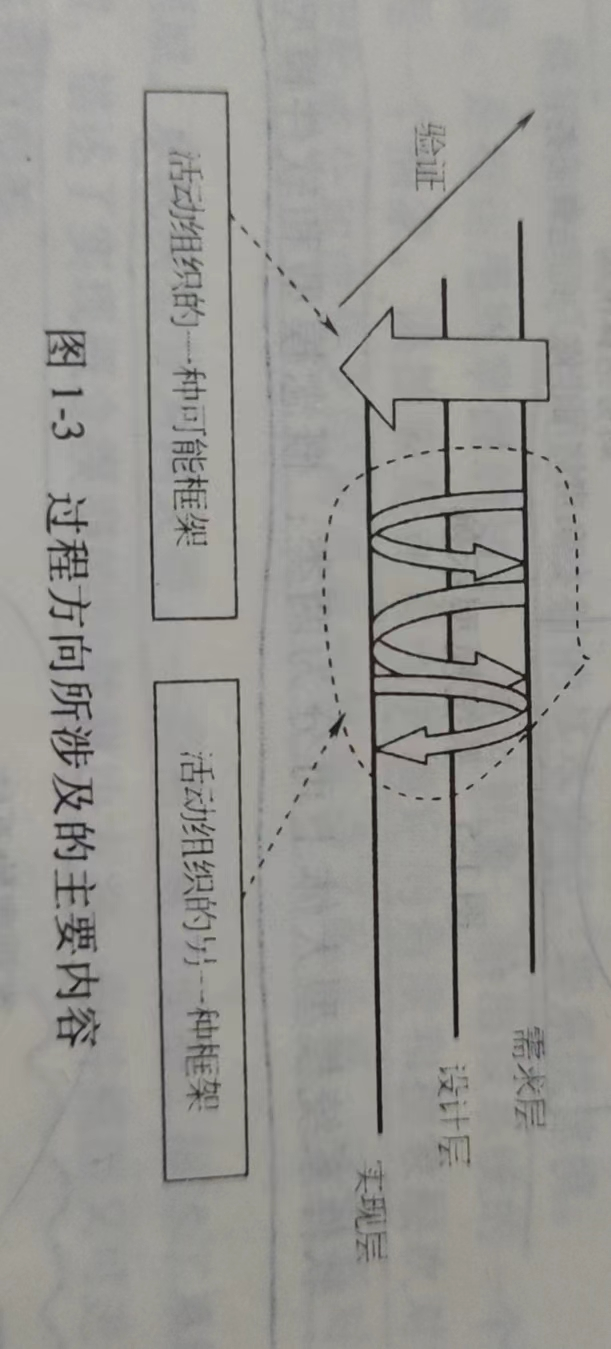 需求层
设计层
实现层
验证
活动组织的一种可能框架
活动组织的另一种框架
图 1-3 过程方向所涉及的主要内容